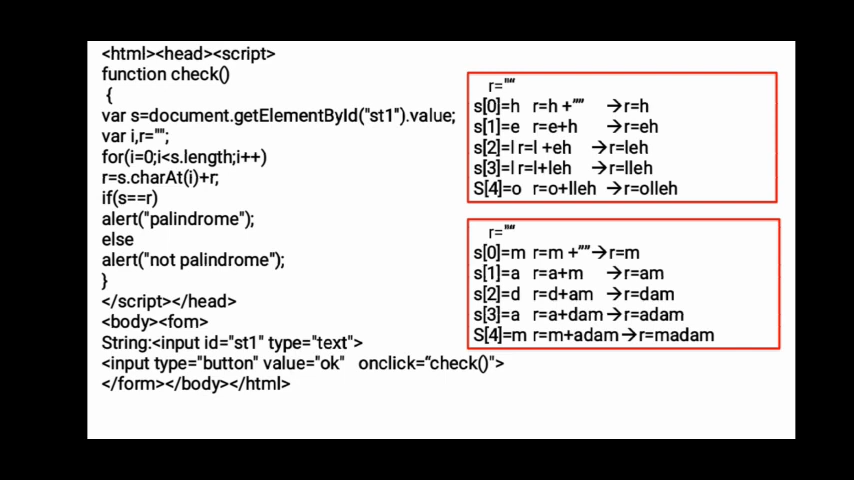 <html><head><script>
function check()
{
var s=document.getElementById("st1").value;
var i,r="";
for(i=0;i<s.length;i++)
r=s.charAt(i)+r;
if(s==r)
alert("palindrome");
else
alert("not palindrome");
}
</script></head>
<body><fom>
String:<input id="st1" type="text">
<input type="button" value="ok" onclick=“check()">
</form></body></html>
r="“
s[0]=h r=h +”” →r=h
s[1]=e r=e+h →r=eh
s[2]=l r=l +eh →r=leh
s[3]=l r=l+leh →r=lleh
S[4]=o r=o+lleh →r=olleh
r="“
s[0]=m r=m +””→r=m
s[1]=a r=a+m →r=am
s[2]=d r=d+am →r=dam
s[3]=a r=a+dam →r=adam
S[4]=m r=m+adam→r=madam